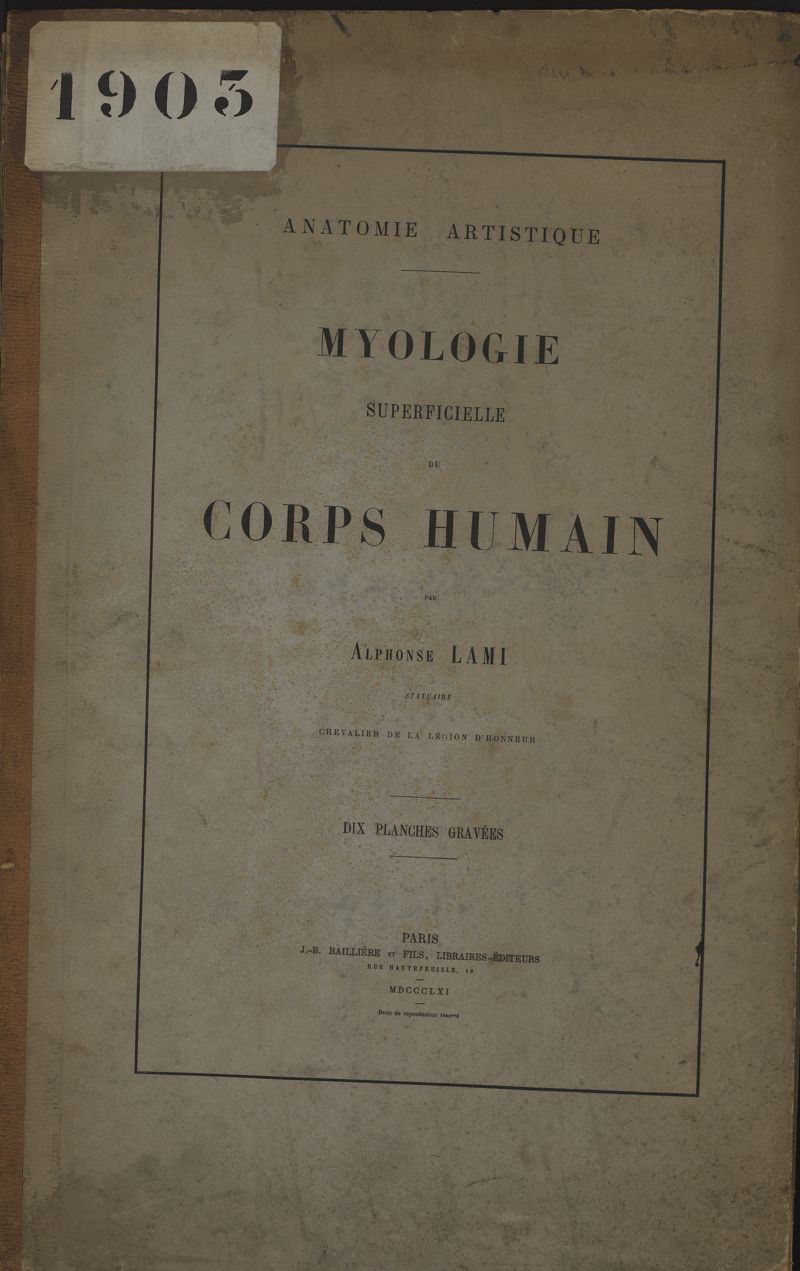 1903
ANATOMIE ARTISTIQUE
MYOLOGIE
SUPERFICIELLE
DU
CORPS HUMAIN
PAR
ALPHONSE LAMI
STATUAIRE
CHEVALIER DE LA LÉGION D'HONNEUR
DIX PLANCHES GRAVÉES
PARIS
J.-B. BAILLIÈRE ET FILS, LIBRAIRES-ÉDITEURS
RUE HAUTEFEUILLE, 19
MDCCCLXI
Droit de reproduction réservé